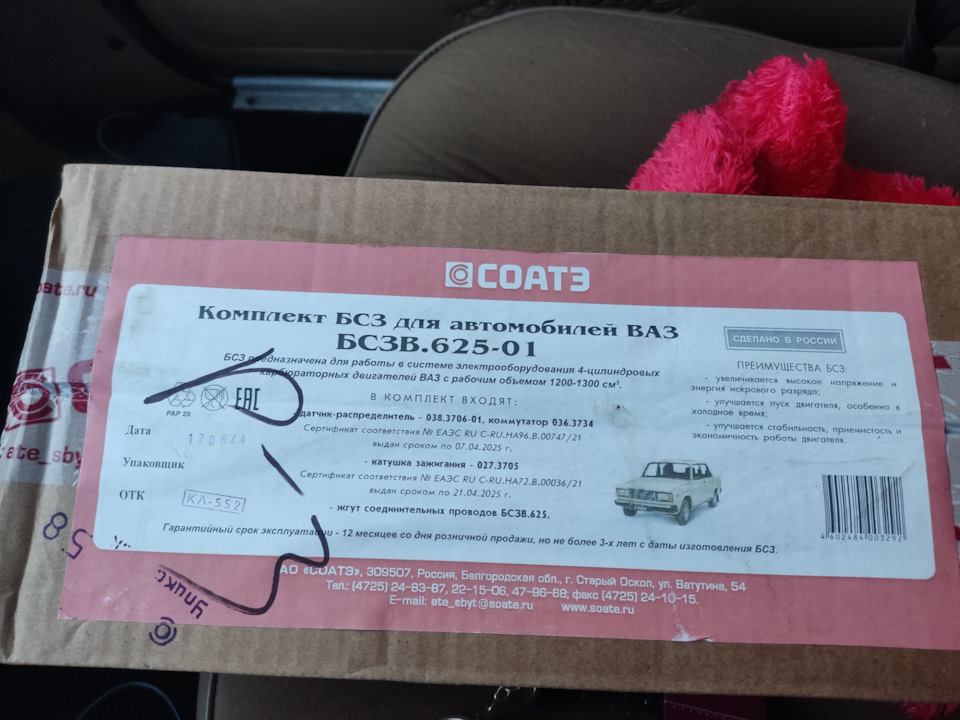 СОАТЭ
Комплект БСЗ для автомобилей ВАЗ
БСЗВ.625-01
СДЕЛАНО В РОССИИ
БСЗ предназначена для работы в системе электрооборудования 4-цилиндровых
карбюраторных двигателей ВАЗ с рабочим объемом 1200-1300 см³.
В КОМПЛЕКТ ВХОДЯТ:
- датчик-распределитель - 038.3706-01, коммутатор 036.3734
Сертификат соответствия № ЕАЭС RU C-RU.НА96.В.00747/21
выдан сроком по 07.04.2025 г.
- катушка зажигания - 027.3705
Сертификат соответствия № ЕАЭС RU C-RU.НА72.В.00036/21
выдан сроком по 21.04.2025 г.
- жгут соединительных проводов БСЗВ.625.
ПРЕИМУЩЕСТВА БСЗ:
- увеличивается высокое напряжение и
энергия искрового разряда;
- улучшается пуск двигателя, особенно в
холодное время;
- улучшается стабильность, приемистость и
экономичность работы двигателя.
PAP 20
EAC
Дата
Упаковщик
ОТК
КЛ-552
4 602484 003292
Гарантийный срок эксплуатации - 12 месяцев со дня розничной продажи, но не более 3-х лет с даты изготовления БСЗ.
АО «СОАТЭ», 309507, Россия, Белгородская обл., г. Старый Оскол, ул. Ватутина, 54
Тел.: (4725) 24-83-87, 22-15-06, 47-96-68; факс (4725) 24-10-15.
E-mail: ate_sbyt@soate.ru www.soate.ru
58